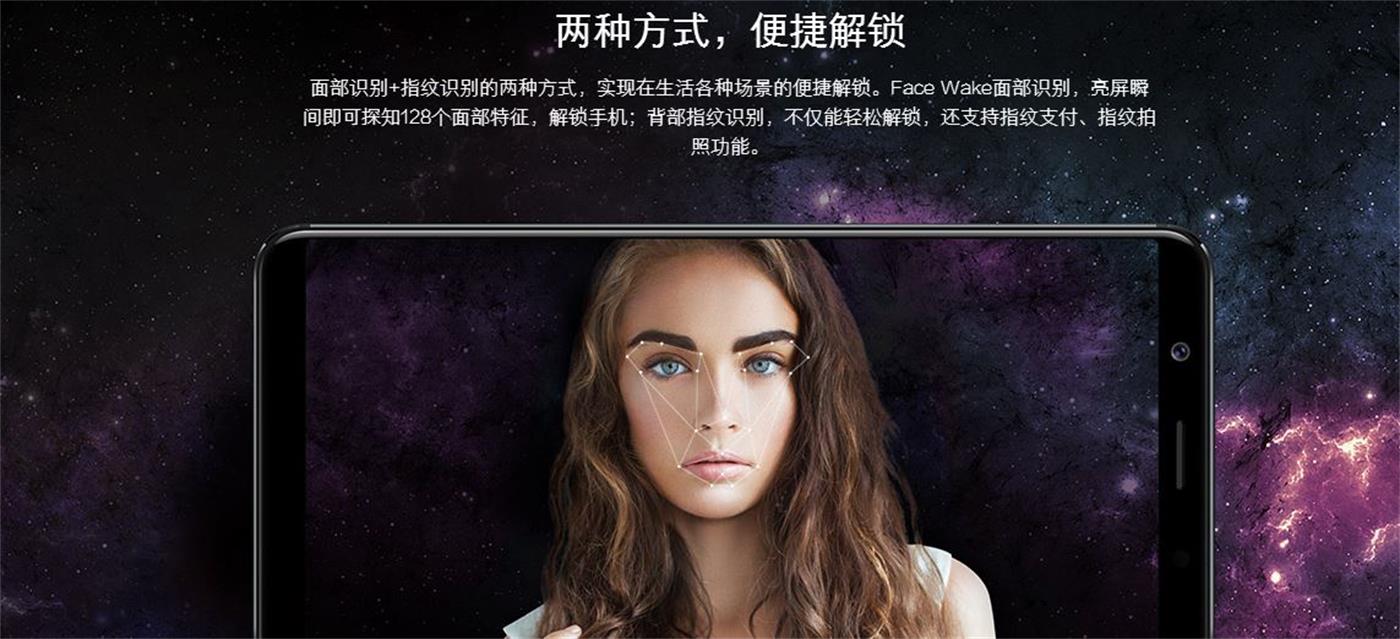 两种方式，便捷解锁
面部识别+指纹识别的两种方式，实现在生活各种场景的便捷解锁。Face Wake面部识别，亮屏瞬
间即可探知128个面部特征，解锁手机；背部指纹识别，不仅能轻松解锁，还支持指纹支付、指纹拍
照功能。